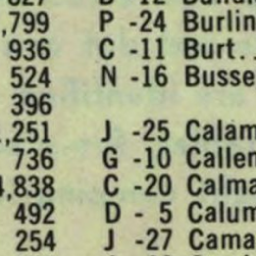 ,799 P -24 Burlin
936 C -11 Burt..
524 N -16 Busse
396
,251 J -25 Calam
736 G -10 Callen
,838 C -20 Calma
492 D - 5 Calum
254 J -27 Cama